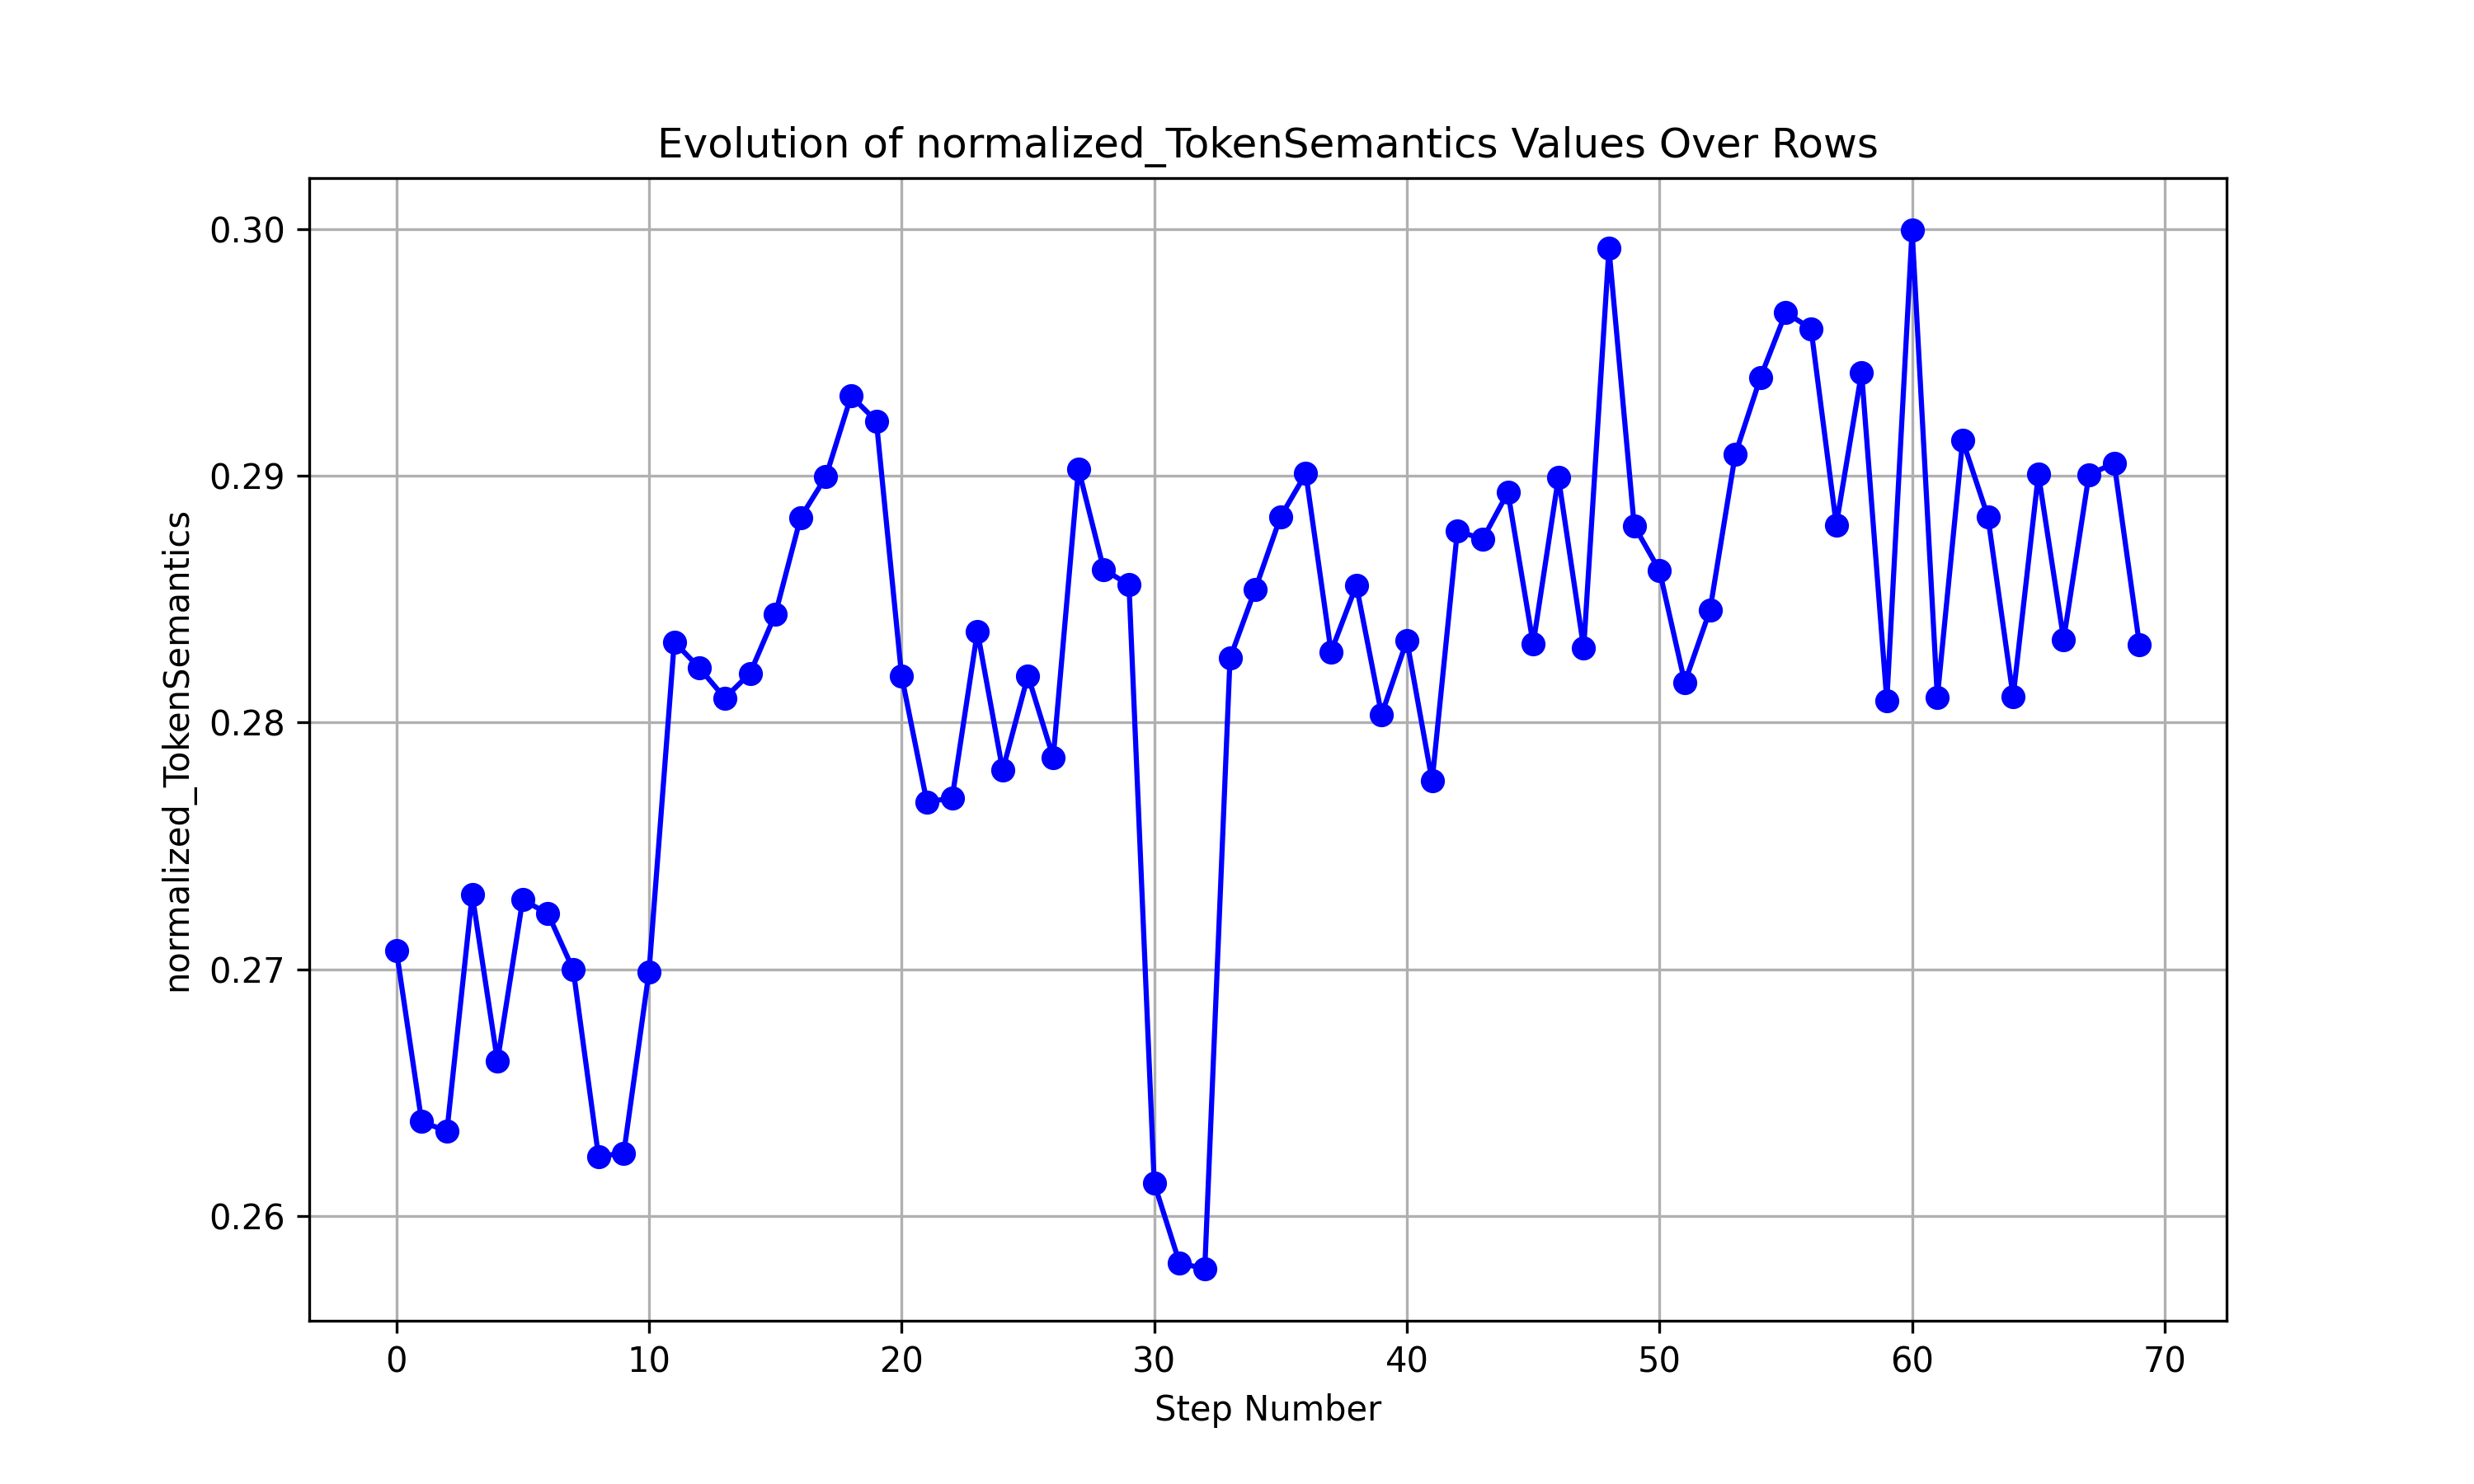 Evolution of normalized_TokenSemantics Values Over Rows
normalized_TokenSemantics
0.30
0.29
0.28
0.27
0.26
0 10 20 30 40 50 60 70
Step Number